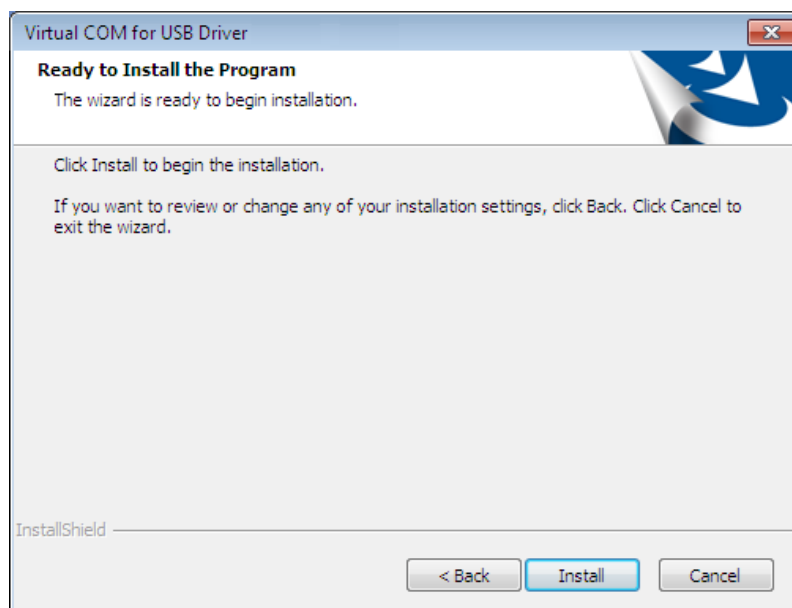 Virtual COM for USB Driver
Ready to Install the Program
The wizard is ready to begin installation.
Click Install to begin the installation.
If you want to review or change any of your installation settings, click Back. Click Cancel to
exit the wizard.
InstallShield
< Back Install Cancel